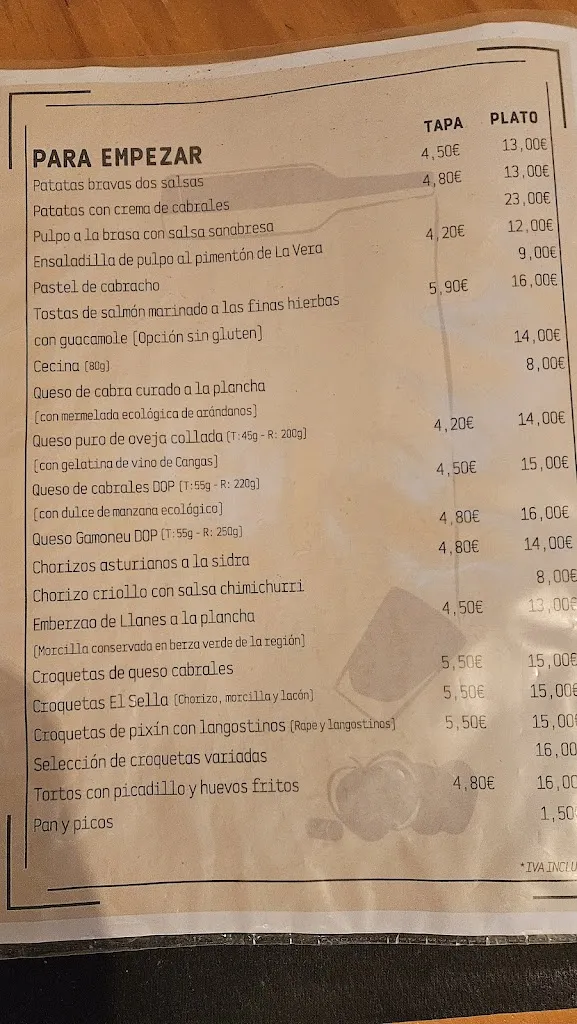 TAPA PLATO
PARA EMPEZAR
Patatas bravas dos salsas 4,50€ 13,00€
Patatas con crema de cabrales 4,80€ 13,00€
Pulpo a la brasa con salsa sanabresa 23,00€
Ensaladilla de pulpo al pimentón de La Vera 4,20€ 12,00€
Pastel de cabracho 9,00€
Tostas de salmón marinado a las finas hierbas 5,90€ 16,00€
con guacamole [Opción sin gluten]
Cecina [80g] 14,00€
Queso de cabra curado a la plancha 8,00€
[con mermelada ecológica de arándanos]
Queso puro de oveja collada [T:45g - R: 200g] 4,20€ 14,00€
[con gelatina de vino de Cangas]
Queso de cabrales DOP [T:55g - R: 220g] 4,50€ 15,00€
[con dulce de manzana ecológico]
Queso Gamoneu DOP [T:55g - R: 250g] 4,80€ 16,00€
Chorizos asturianos a la sidra 4,80€ 14,00€
Chorizo criollo con salsa chimichurri 8,00€
Emberzao de Llanes a la plancha 4,50€ 13,00€
[Morcilla conservada en berza verde de la región]
Croquetas de queso cabrales 5,50€ 15,00€
Croquetas El Sella [Chorizo, morcilla y lacón] 5,50€ 15,00€
Croquetas de pixín con langostinos [Rape y langostinos] 5,50€ 15,00€
Selección de croquetas variadas 16,00
Tortos con picadillo y huevos fritos 4,80€ 16,00
Pan y picos 1,50
*IVA INCLU